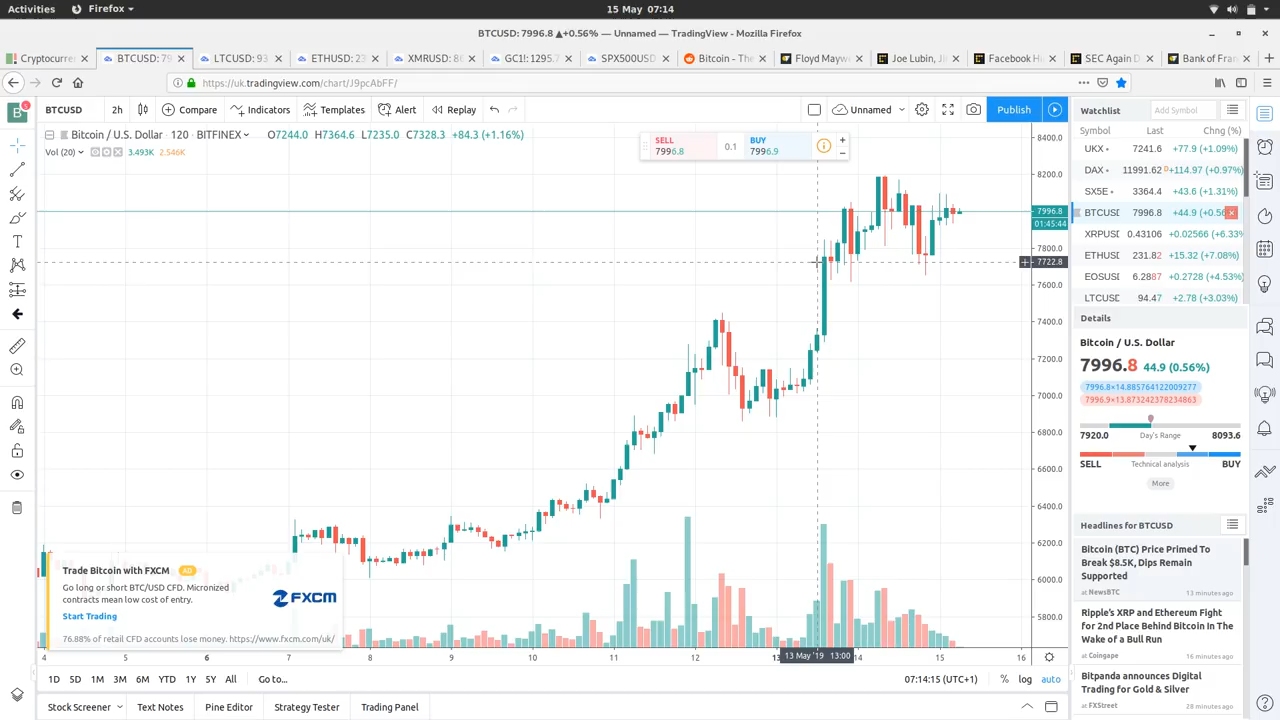 Activities Firefox 15 May 07:14
BTCUSD: 7996.8 ▲+0.56% — Unnamed — TradingView — Mozilla Firefox
Cryptocurren BTCUSD: 79 LTCUSD: 93. ETHUSD: 23 XMRUSD: 8 GC1!: 1295.7 SPX500USD Bitcoin - The Floyd Mayw Joe Lubin, Ji Facebook Hi SEC Again D Bank of Fran
https://uk.tradingview.com/chart/J9pcAbFF/
B 5 BTCUSD 2h Compare Indicators Templates Alert Replay Unnamed Publish
Bitcoin / U.S. Dollar 120 BITFINEX O7244.0 H7364.6 L7235.0 C7328.3 +84.3 (+1.16%)
Vol (20) 3.493K 2.546K
SELL
7996.8
0.1
BUY
7996.9
8400.0
8200.0
7996.8
01:45:44
7800.0
7722.8
7600.0
7400.0
7200.0
7000.0
6800.0
6600.0
6400.0
6200.0
6000.0
5800.0
Trade Bitcoin with FXCM AD
Go long or short BTC/USD CFD. Micronized
contracts mean low cost of entry.
FXCM
Start Trading
76.88% of retail CFD accounts lose money. https://www.fxcm.com/uk/
4 5 6 7 8 9 10 11 12 13 May '19 13:00 14 15 16
1D 5D 1M 3M 6M YTD 1Y 5Y All Go to... 07:14:15 (UTC+1) % log auto
Stock Screener Text Notes Pine Editor Strategy Tester Trading Panel
Watchlist Add Symbol
Symbol Last Chng (%)
UKX 7241.6 +77.9 (+1.09%)
DAX 11991.62 D +114.97 (+0.97%)
SX5E 3364.4 +43.6 (+1.31%)
BTCUSD 7996.8 +44.9 (+0.56
XRPUSD 0.43106 +0.02566 (+6.33%
ETHUSD 231.82 +15.32 (+7.08%)
EOSUSD 6.2887 +0.2728 (+4.53%)
LTCUSD 94.47 +2.78 (+3.03%)
Details
Bitcoin / U.S. Dollar
7996.8 44.9 (0.56%)
7996.8×14.885764122009277
7996.9×13.873242378234863
7920.0 Day's Range 8093.6
SELL Technical analysis BUY
More
Headlines for BTCUSD
Bitcoin (BTC) Price Primed To
Break $8.5K, Dips Remain
Supported
at NewsBTC 13 minutes ago
Ripple's XRP and Ethereum Fight
for 2nd Place Behind Bitcoin In The
Wake of a Bull Run
at Coingape 16 minutes ago
Bitpanda announces Digital
Trading for Gold & Silver
at FXStreet 28 minutes ago